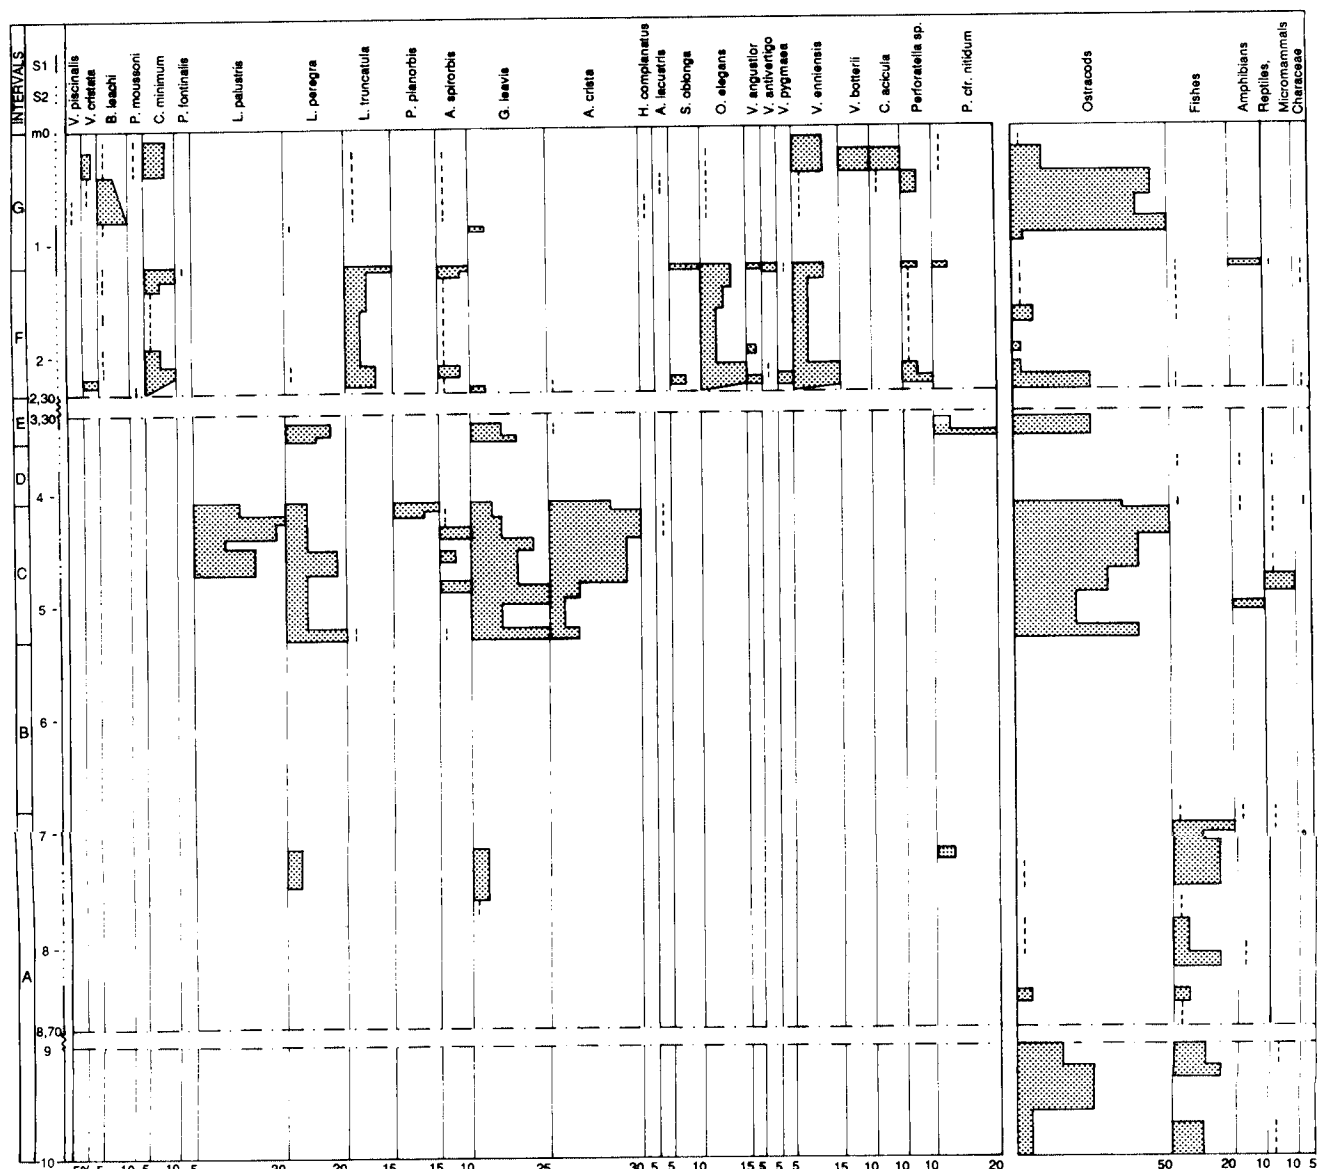 INTERVALS
S1
S2
V. piscinalis
V. cristata
B. leachi
P. moussoni
C. minimum
P. fontinalis
L. palustris
L. peregra
L. truncatula
P. planorbis
A. spirorbis
G. laevis
A. crista
H. complanatus
A. lacustris
S. oblonga
O. elegans
V. angustior
V. antivertigo
V. pygmaea
V. enniensis
V. botterii
C. acicula
Perforatella sp.
P. cfr. nitidum
Ostracods
Fishes
Amphibians
Reptiles,
Micromammals
Characeae
m0
G
1
F
2
2,30
E
3,30
D
4
C
5
B
6
7
8
A
8,70
9
10
5% 5 10 5 10 5 20 20 15 15 10 25 30 5 5 10 15 5 5 15 10 10 10 20 50 20 10 10 5